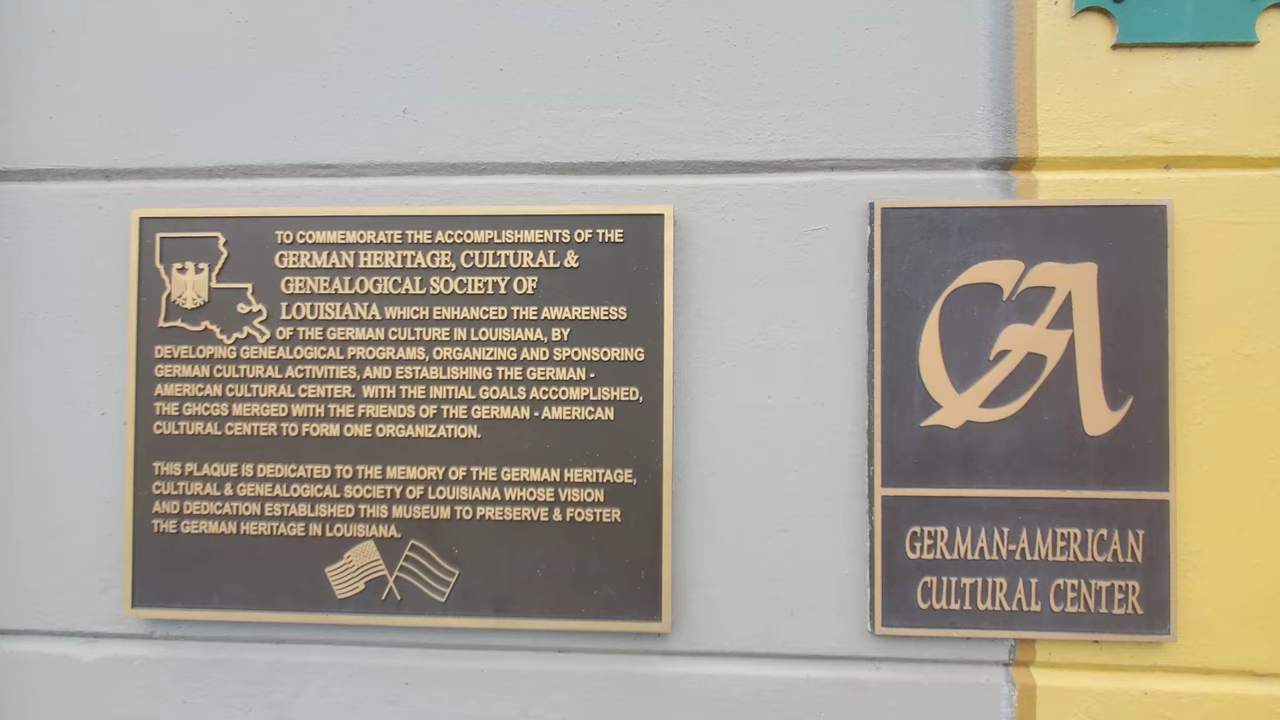 TO COMMEMORATE THE ACCOMPLISHMENTS OF THE
GERMAN HERITAGE, CULTURAL &
GENEALOGICAL SOCIETY OF
LOUISIANA WHICH ENHANCED THE AWARENESS
OF THE GERMAN CULTURE IN LOUISIANA, BY
DEVELOPING GENEALOGICAL PROGRAMS, ORGANIZING AND SPONSORING
GERMAN CULTURAL ACTIVITIES, AND ESTABLISHING THE GERMAN -
AMERICAN CULTURAL CENTER. WITH THE INITIAL GOALS ACCOMPLISHED,
THE GHCGS MERGED WITH THE FRIENDS OF THE GERMAN - AMERICAN
CULTURAL CENTER TO FORM ONE ORGANIZATION.
THIS PLAQUE IS DEDICATED TO THE MEMORY OF THE GERMAN HERITAGE,
CULTURAL & GENEALOGICAL SOCIETY OF LOUISIANA WHOSE VISION
AND DEDICATION ESTABLISHED THIS MUSEUM TO PRESERVE & FOSTER
THE GERMAN HERITAGE IN LOUISIANA.
GA
GERMAN-AMERICAN
CULTURAL CENTER